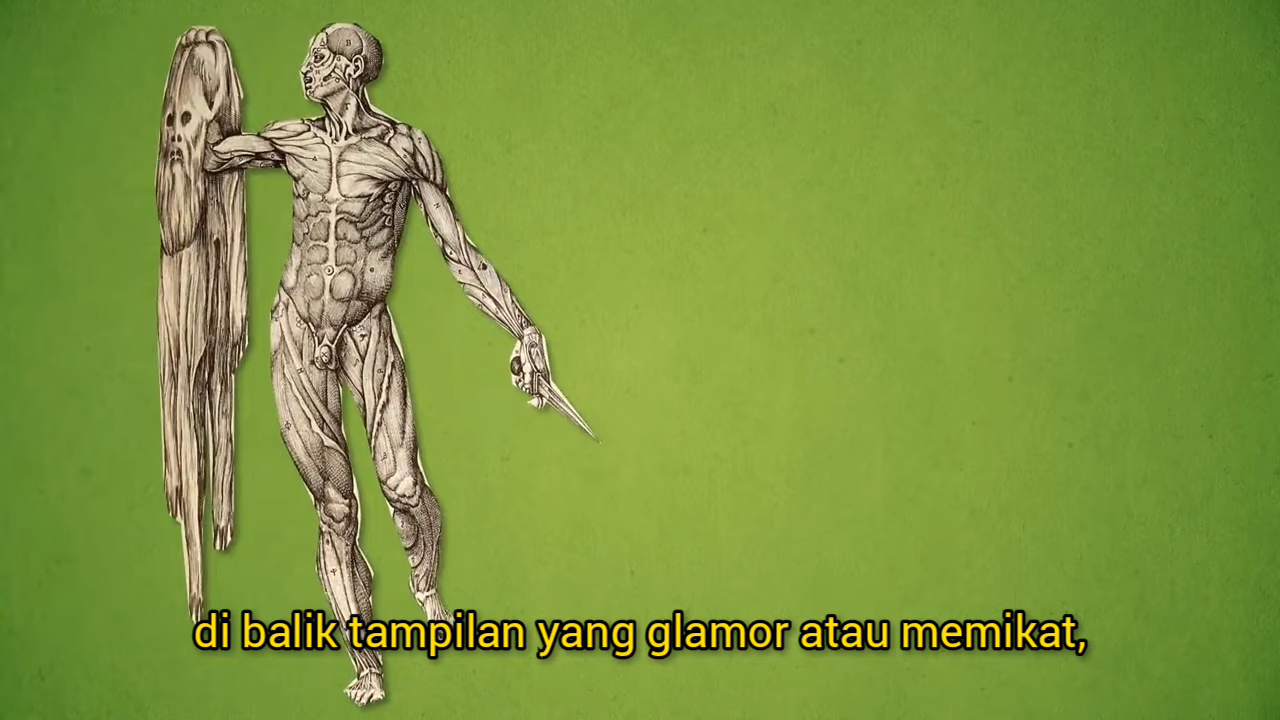 di balik tampilan yang glamor atau memikat,